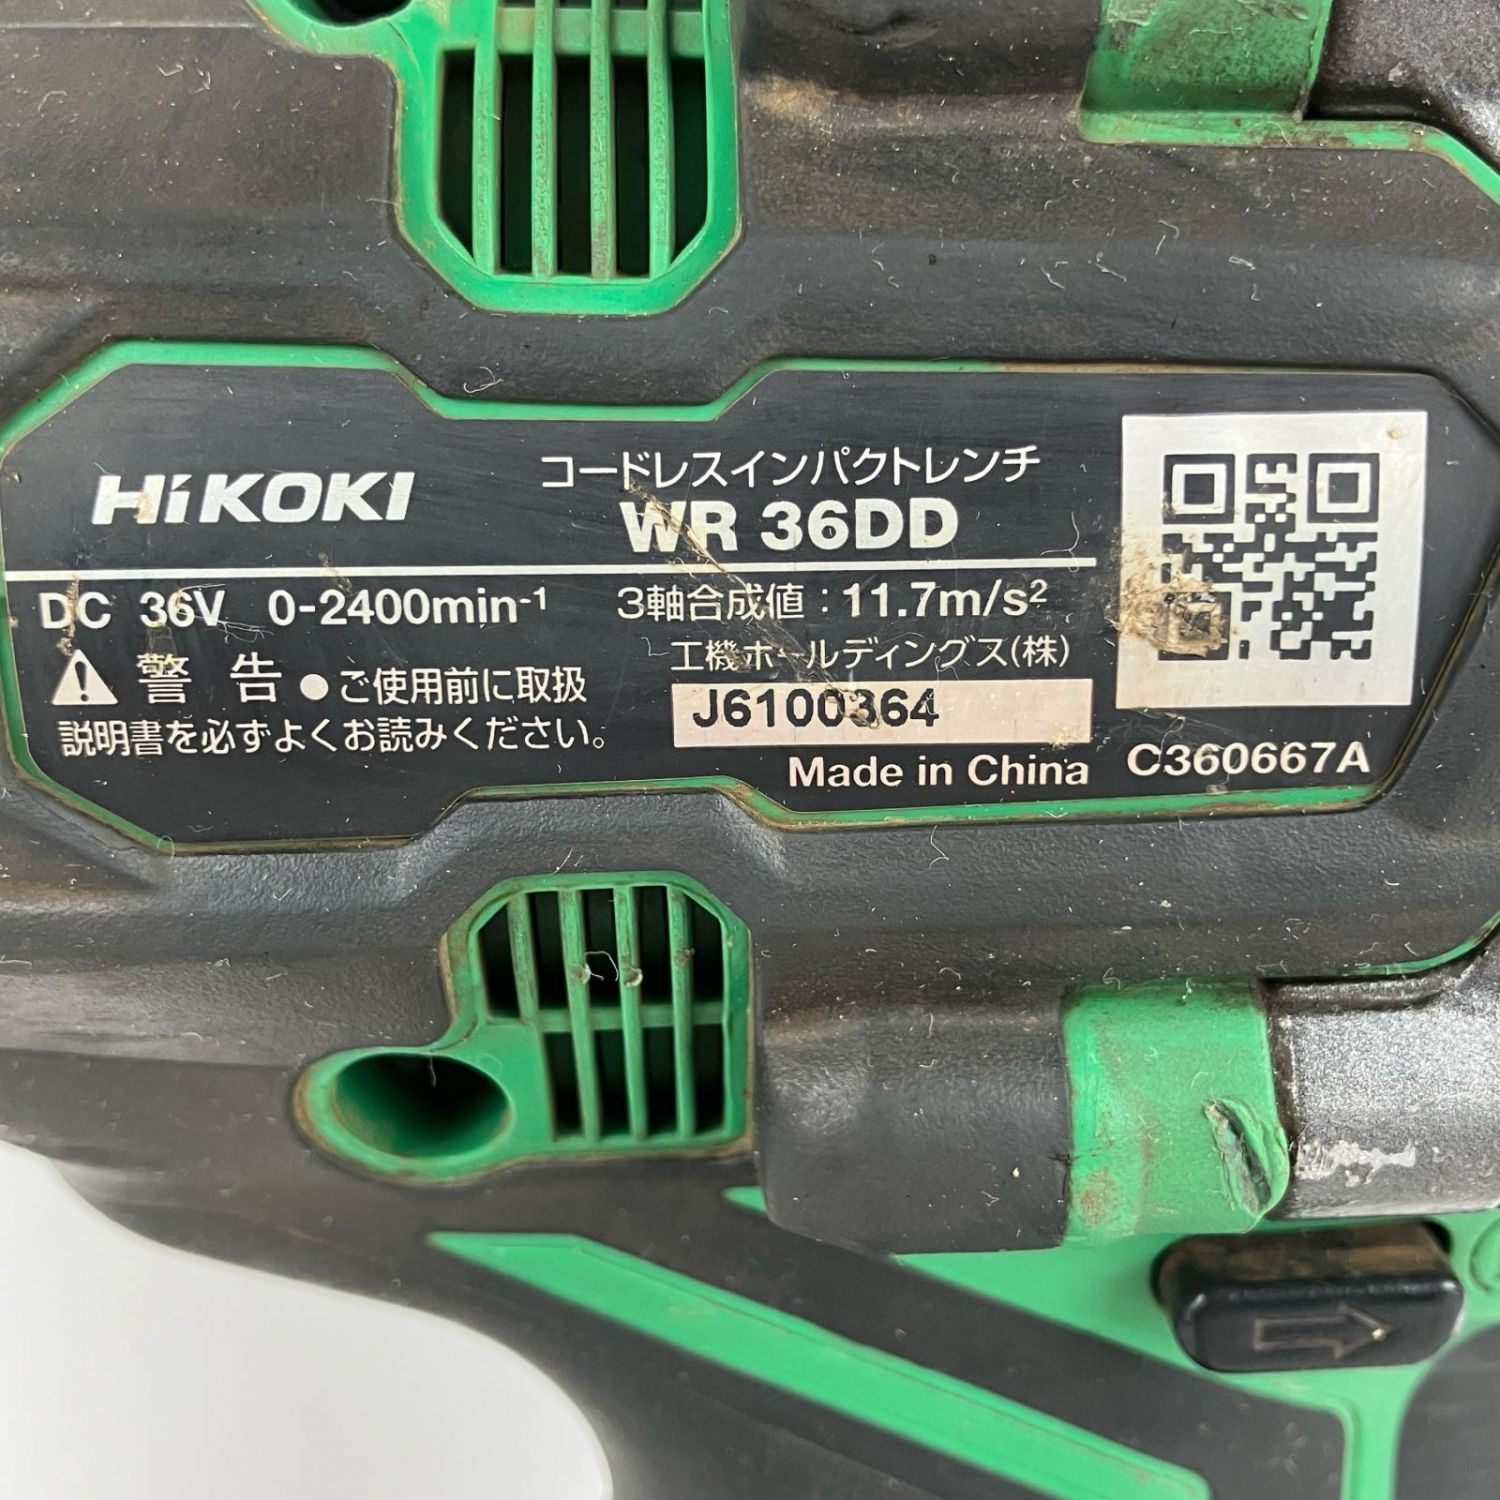 HiKOKI
コードレスインパクトレンチ
WR 36DD
DC 36V 0-2400min-1
3軸合成値：11.7m/s2
工機ホールディングス(株)
警告 ●ご使用前に取扱
説明書を必ずよくお読みください。
J6100364
Made in China
C360667A